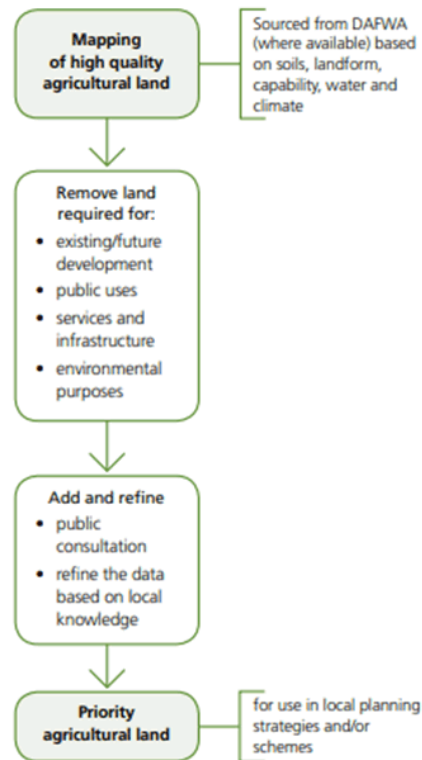 Mapping
of high quality
agricultural land
Sourced from DAFWA
(where available) based
on soils, landform,
capability, water and
climate
Remove land
required for:
• existing/future
development
• public uses
• services and
infrastructure
• environmental
purposes
Add and refine
• public
consultation
• refine the data
based on local
knowledge
Priority
agricultural land
for use in local planning
strategies and/or
schemes